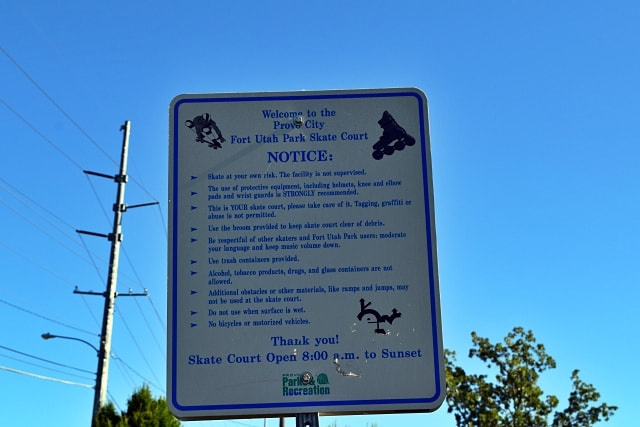 Welcome to the
Provo City
Fort Utah Park Skate Court
NOTICE:
Skate at your own risk. The facility is not supervised.
The use of protective equipment, including helmets, knee and elbow
pads and wrist guards is STRONGLY recommended.
This is YOUR skate court, please take care of it. Tagging, graffiti or
abuse is not permitted.
Use the broom provided to keep skate court clear of debris.
Be respectful of other skaters and Fort Utah Park users: moderate
your language and keep music volume down.
Use trash containers provided.
Alcohol, tobacco products, drugs, and glass containers are not
allowed.
Additional obstacles or other materials, like ramps and jumps, may
not be used at the skate court.
Do not use when surface is wet.
No bicycles or motorized vehicles.
Thank you!
Skate Court Open 8:00 a.m. to Sunset
PROVO
Parks &
Recreation